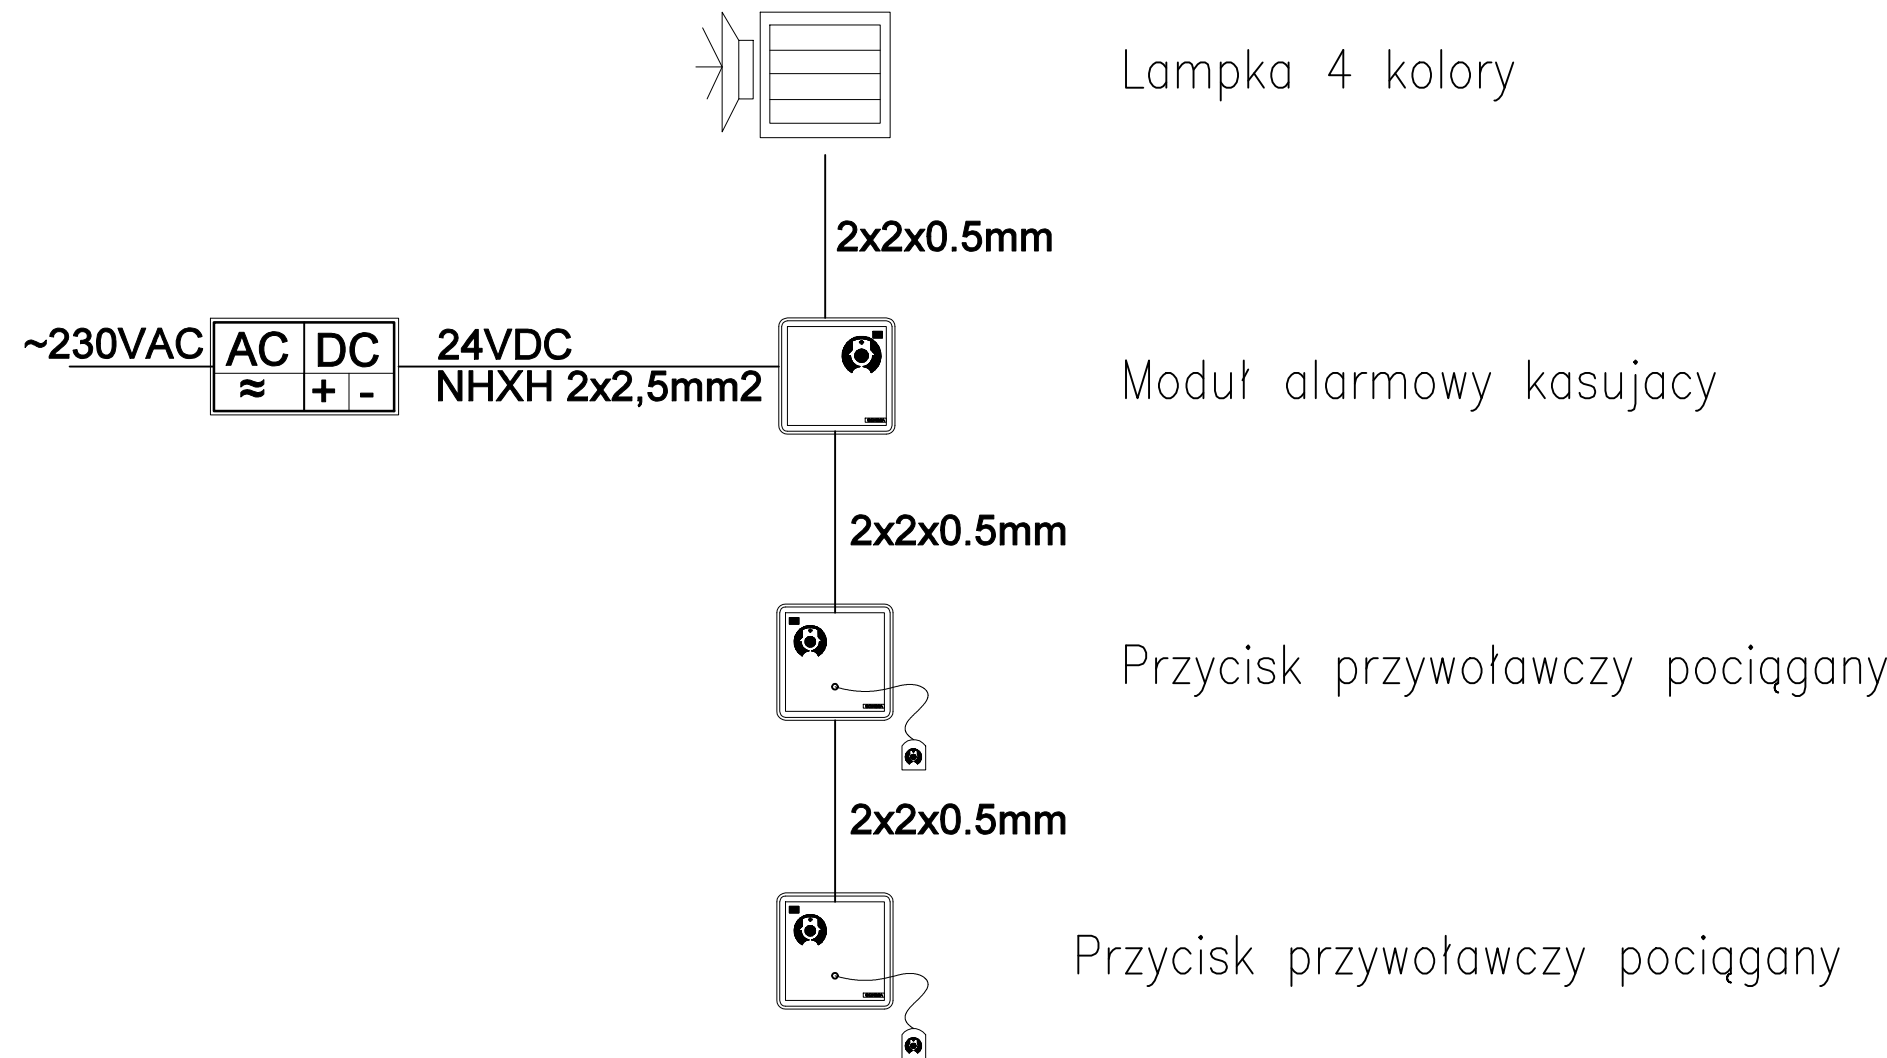 Lampka 4 kolory
2x2x0.5mm
~230VAC
AC DC
≈ + -
24VDC
NHXH 2x2,5mm2
Moduł alarmowy kasujacy
2x2x0.5mm
Przycisk przywoławczy pociągany
2x2x0.5mm
Przycisk przywoławczy pociągany